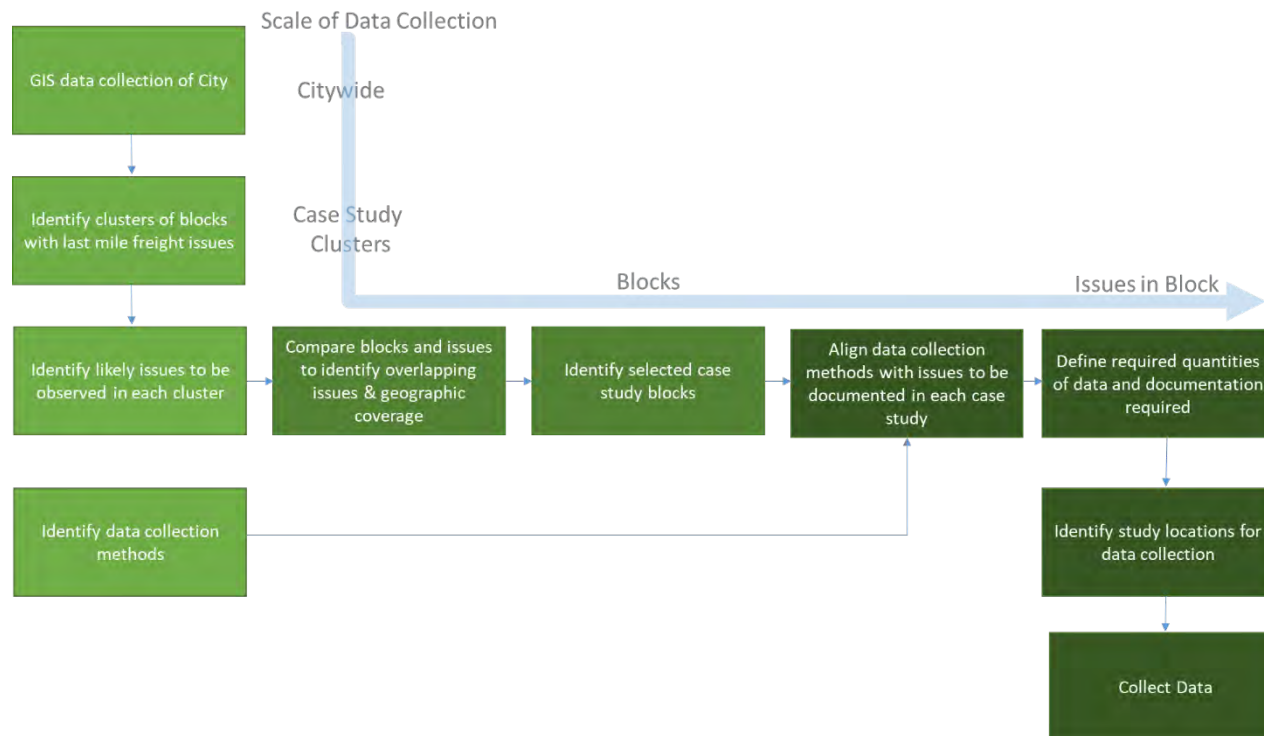 Scale of Data Collection
GIS data collection of City
Citywide
Identify clusters of blocks
with last mile freight issues
Case Study
Clusters
Blocks
Issues in Block
Identify likely issues to be
observed in each cluster
Compare blocks and issues
to identify overlapping
issues & geographic
coverage
Identify selected case
study blocks
Align data collection
methods with issues to be
documented in each case
study
Define required quantities
of data and documentation
required
Identify data collection
methods
Identify study locations for
data collection
Collect Data